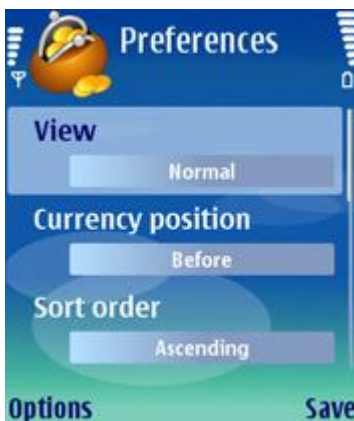 Preferences
View
Normal
Currency position
Before
Sort order
Ascending
Options Save